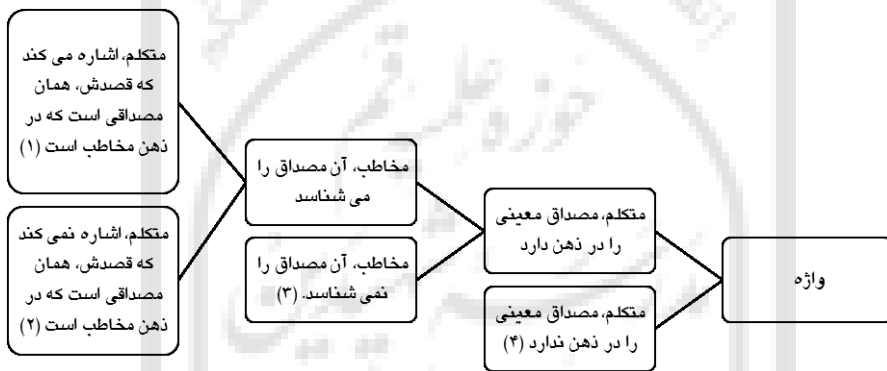 واژه
متکلم، مصداق معینی
را در ذهن دارد
متکلم، مصداق معینی
را در ذهن ندارد (۴)
مخاطب، آن مصداق را
می شناسد
مخاطب، آن مصداق را
نمی شناسد. (۳)
متکلم، اشاره می کند
که قصدش، همان
مصداقی است که در
ذهن مخاطب است (۱)
متکلم، اشاره نمی کند
که قصدش، همان
مصداقی است که در
ذهن مخاطب است (۲)